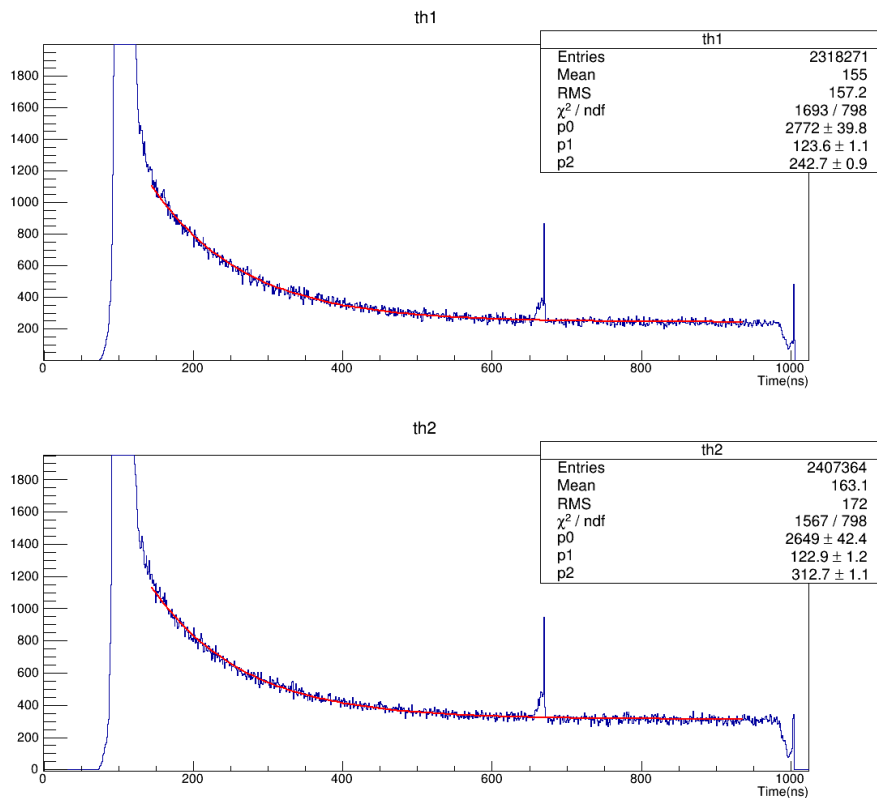 th1
th1
Entries 2318271
Mean 155
RMS 157.2
χ² / ndf 1693 / 798
p0 2772 ± 39.8
p1 123.6 ± 1.1
p2 242.7 ± 0.9
1800
1600
1400
1200
1000
800
600
400
200
0 200 400 600 800 1000
Time(ns)
th2
th2
Entries 2407364
Mean 163.1
RMS 172
χ² / ndf 1567 / 798
p0 2649 ± 42.4
p1 122.9 ± 1.2
p2 312.7 ± 1.1
1800
1600
1400
1200
1000
800
600
400
200
0
0 200 400 600 800 1000
Time(ns)